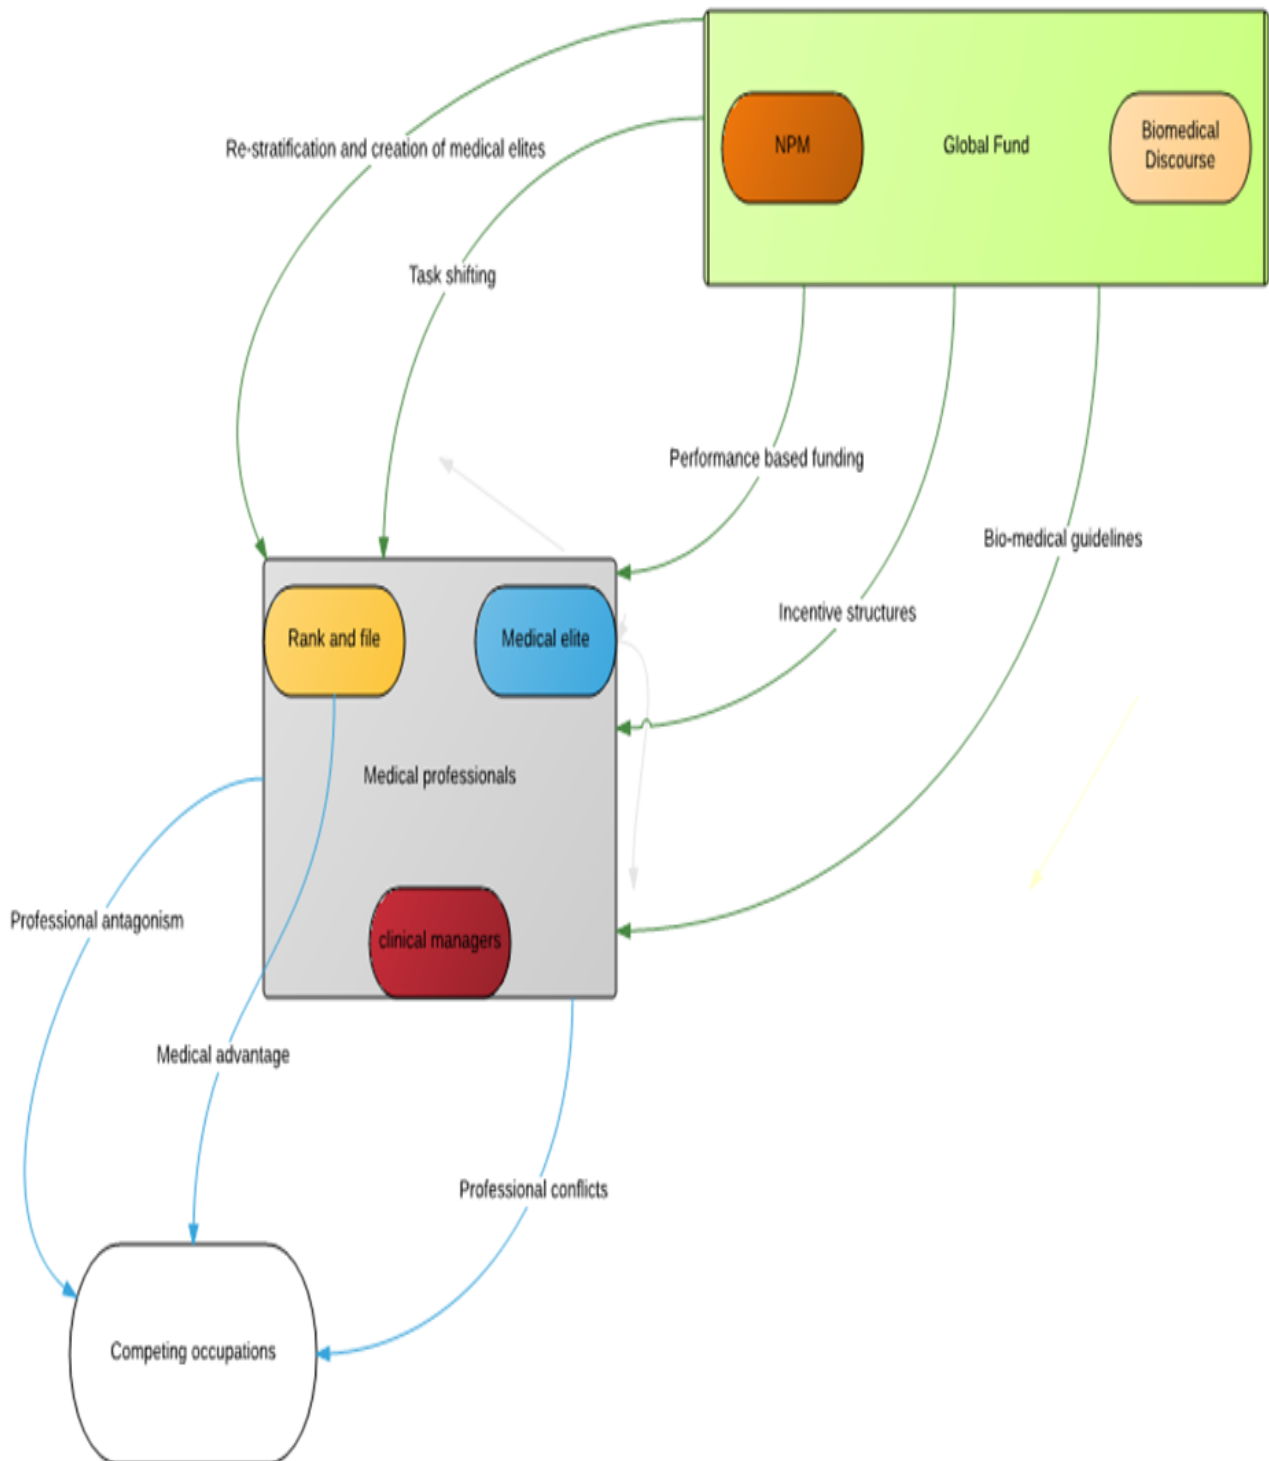 NPM
Global Fund
Biomedical
Discourse
Re-stratification and creation of medical elites
Task shifting
Performance based funding
Bio-medical guidelines
Incentive structures
Rank and file
Medical elite
Medical professionals
clinical managers
Professional antagonism
Medical advantage
Professional conflicts
Competing occupations